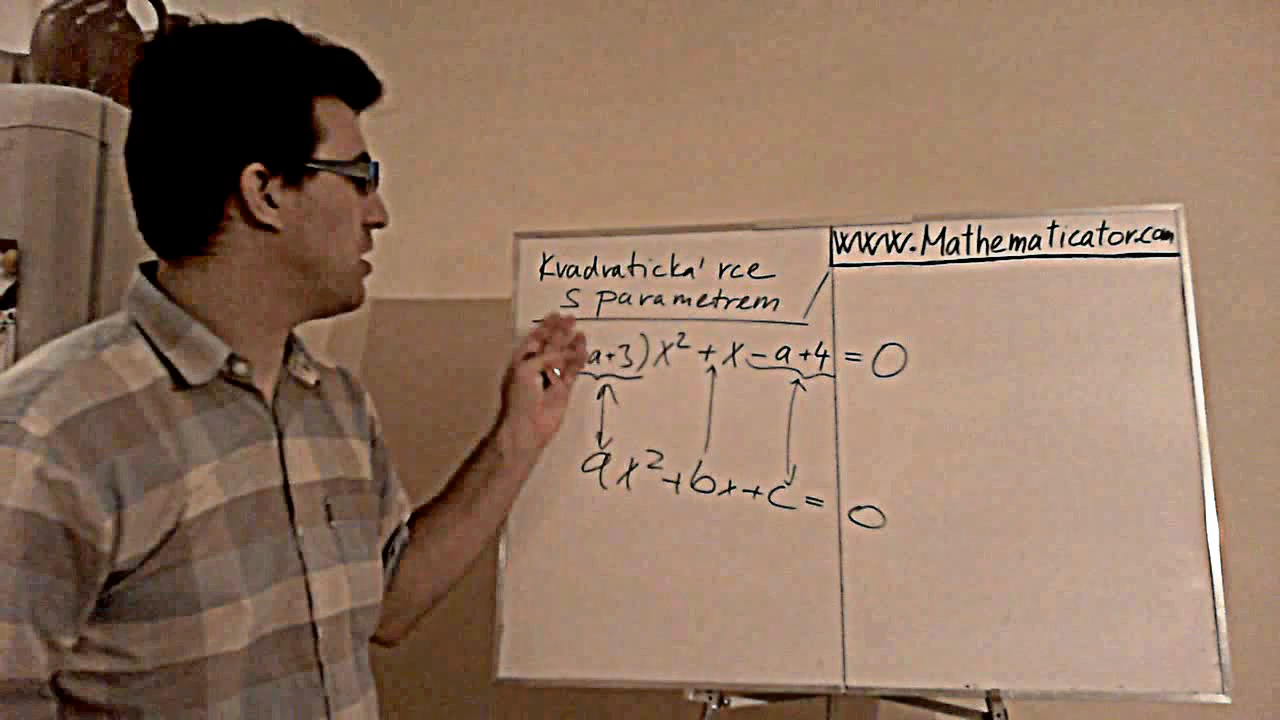 Kvadratická rce
s parametrem
www.Mathematicator.com
a+3)x² + x - a + 4 = 0
ax² + bx + c = 0